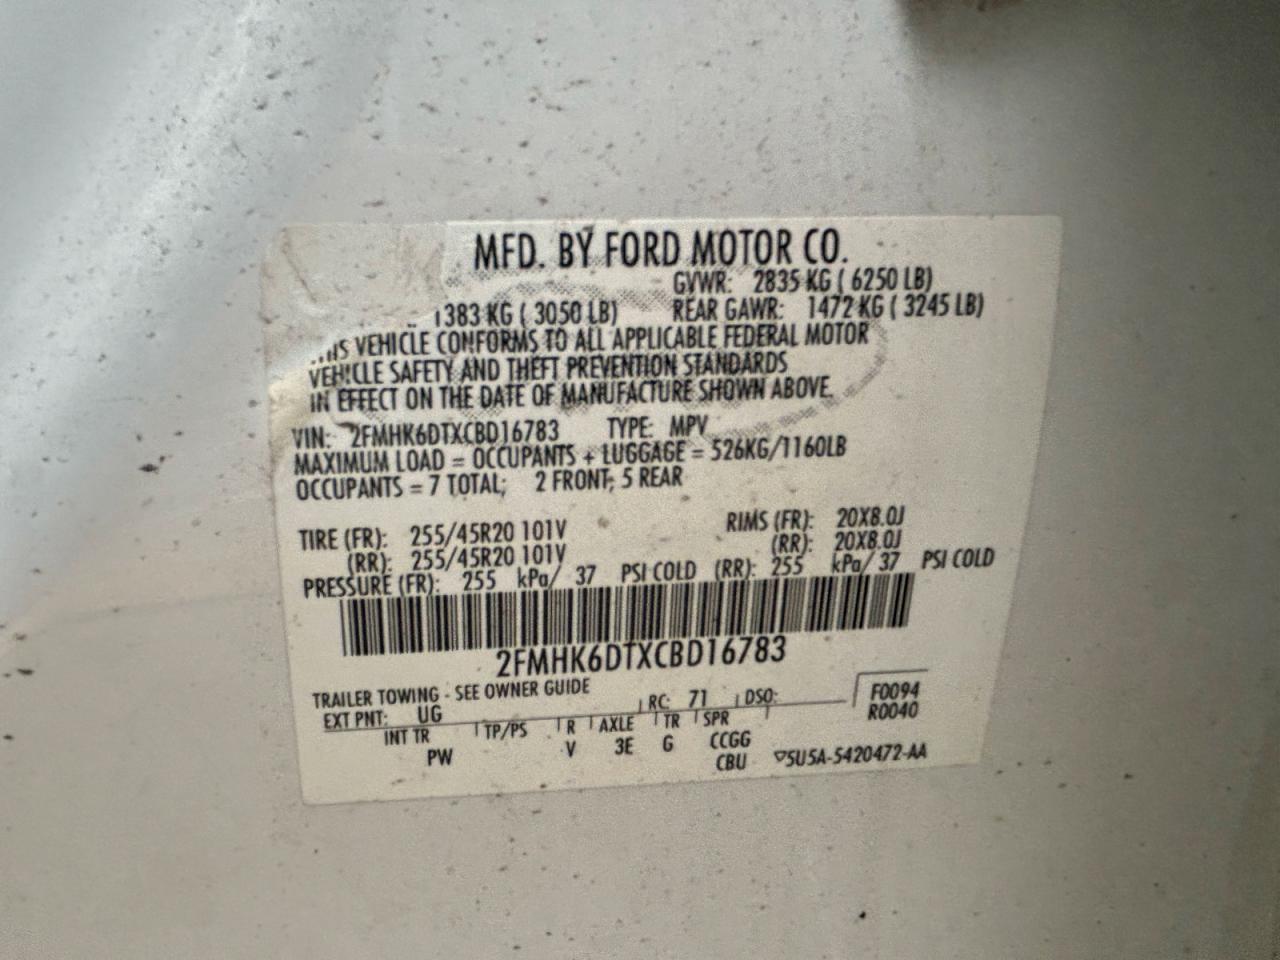 MFD. BY FORD MOTOR CO.
GVWR: 2835 KG ( 6250 LB)
1383 KG ( 3050 LB) REAR GAWR: 1472 KG ( 3245 LB)
VEHICLE CONFORMS TO ALL APPLICABLE FEDERAL MOTOR
VEHICLE SAFETY AND THEFT PREVENTION STANDARDS
IN EFFECT ON THE DATE OF MANUFACTURE SHOWN ABOVE.
VIN: 2FMHK6DTXCBD16783 TYPE: MPV
MAXIMUM LOAD = OCCUPANTS + LUGGAGE = 526KG/1160LB
OCCUPANTS = 7 TOTAL; 2 FRONT; 5 REAR
TIRE (FR): 255/45R20 101V RIMS (FR): 20X8.0J
(RR): 255/45R20 101V (RR): 20X8.0J
PRESSURE (FR): 255 kPa/ 37 PSI COLD (RR): 255 kPa/ 37 PSI COLD
2FMHK6DTXCBD16783
TRAILER TOWING - SEE OWNER GUIDE
EXT PNT: UG RC: 71 DSO: F0094
R0040
INT TR TP/PS R AXLE TR SPR
PW V 3E G CCGG
CBU ▽5U5A-5420472-AA